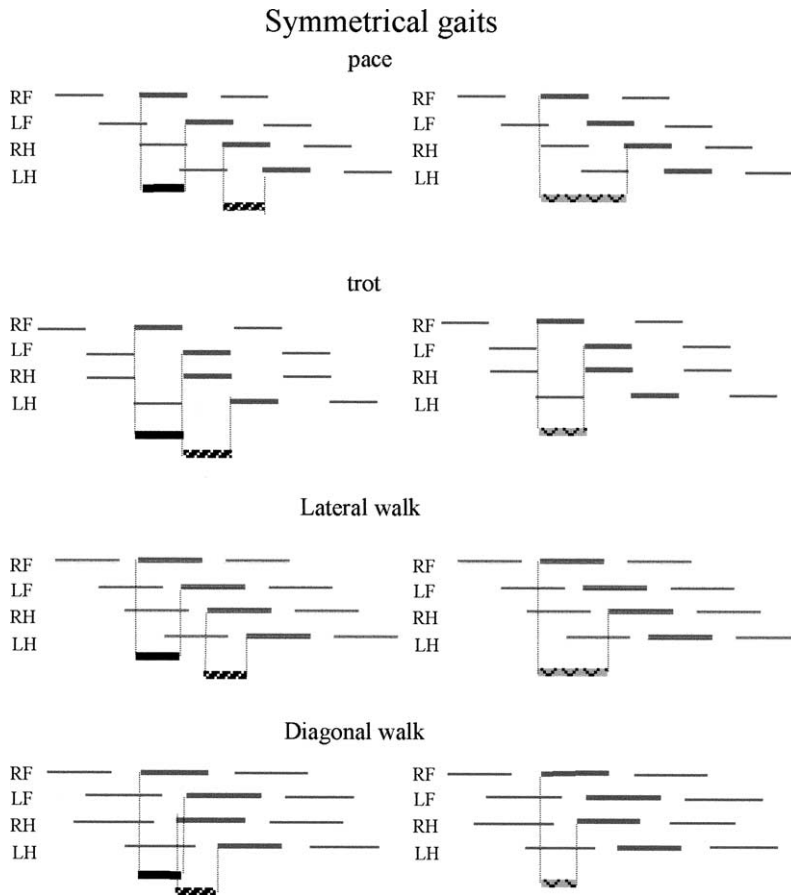 Symmetrical gaits
pace
RF
LF
RH
LH
RF
LF
RH
LH
trot
RF
LF
RH
LH
RF
LF
RH
LH
Lateral walk
RF
LF
RH
LH
RF
LF
RH
LH
Diagonal walk
RF
LF
RH
LH
RF
LF
RH
LH